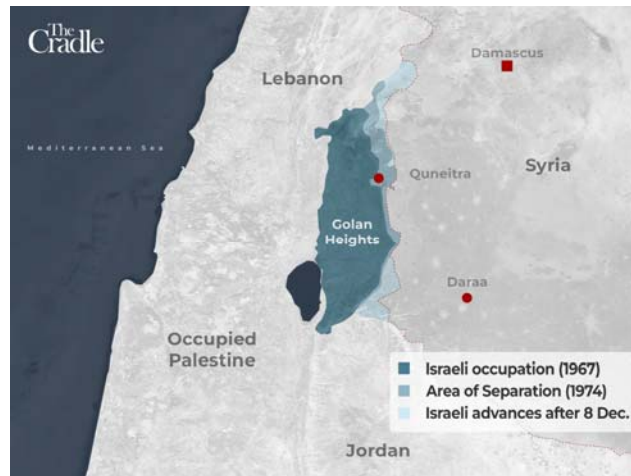 The
Cradle
Damascus
Lebanon
Mediterranean Sea
Quneitra
Syria
Golan
Heights
Daraa
Occupied
Palestine
Israeli occupation (1967)
Area of Separation (1974)
Israeli advances after 8 Dec.
Jordan